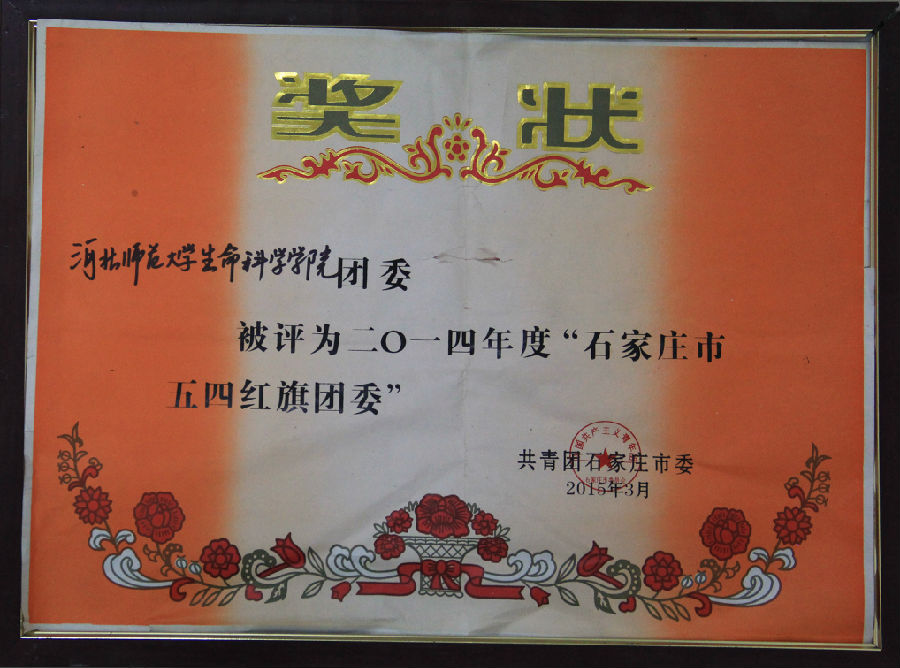 奖 状
河北师范大学生命科学学院团委
被评为二〇一四年度“石家庄市
五四红旗团委”
共青团石家庄市委
2015年3月